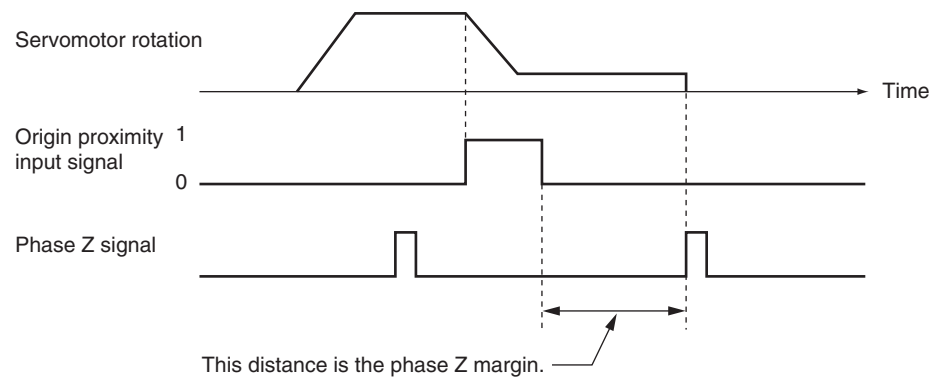 Servomotor rotation
Time
Origin proximity 1
input signal
0
Phase Z signal
This distance is the phase Z margin.